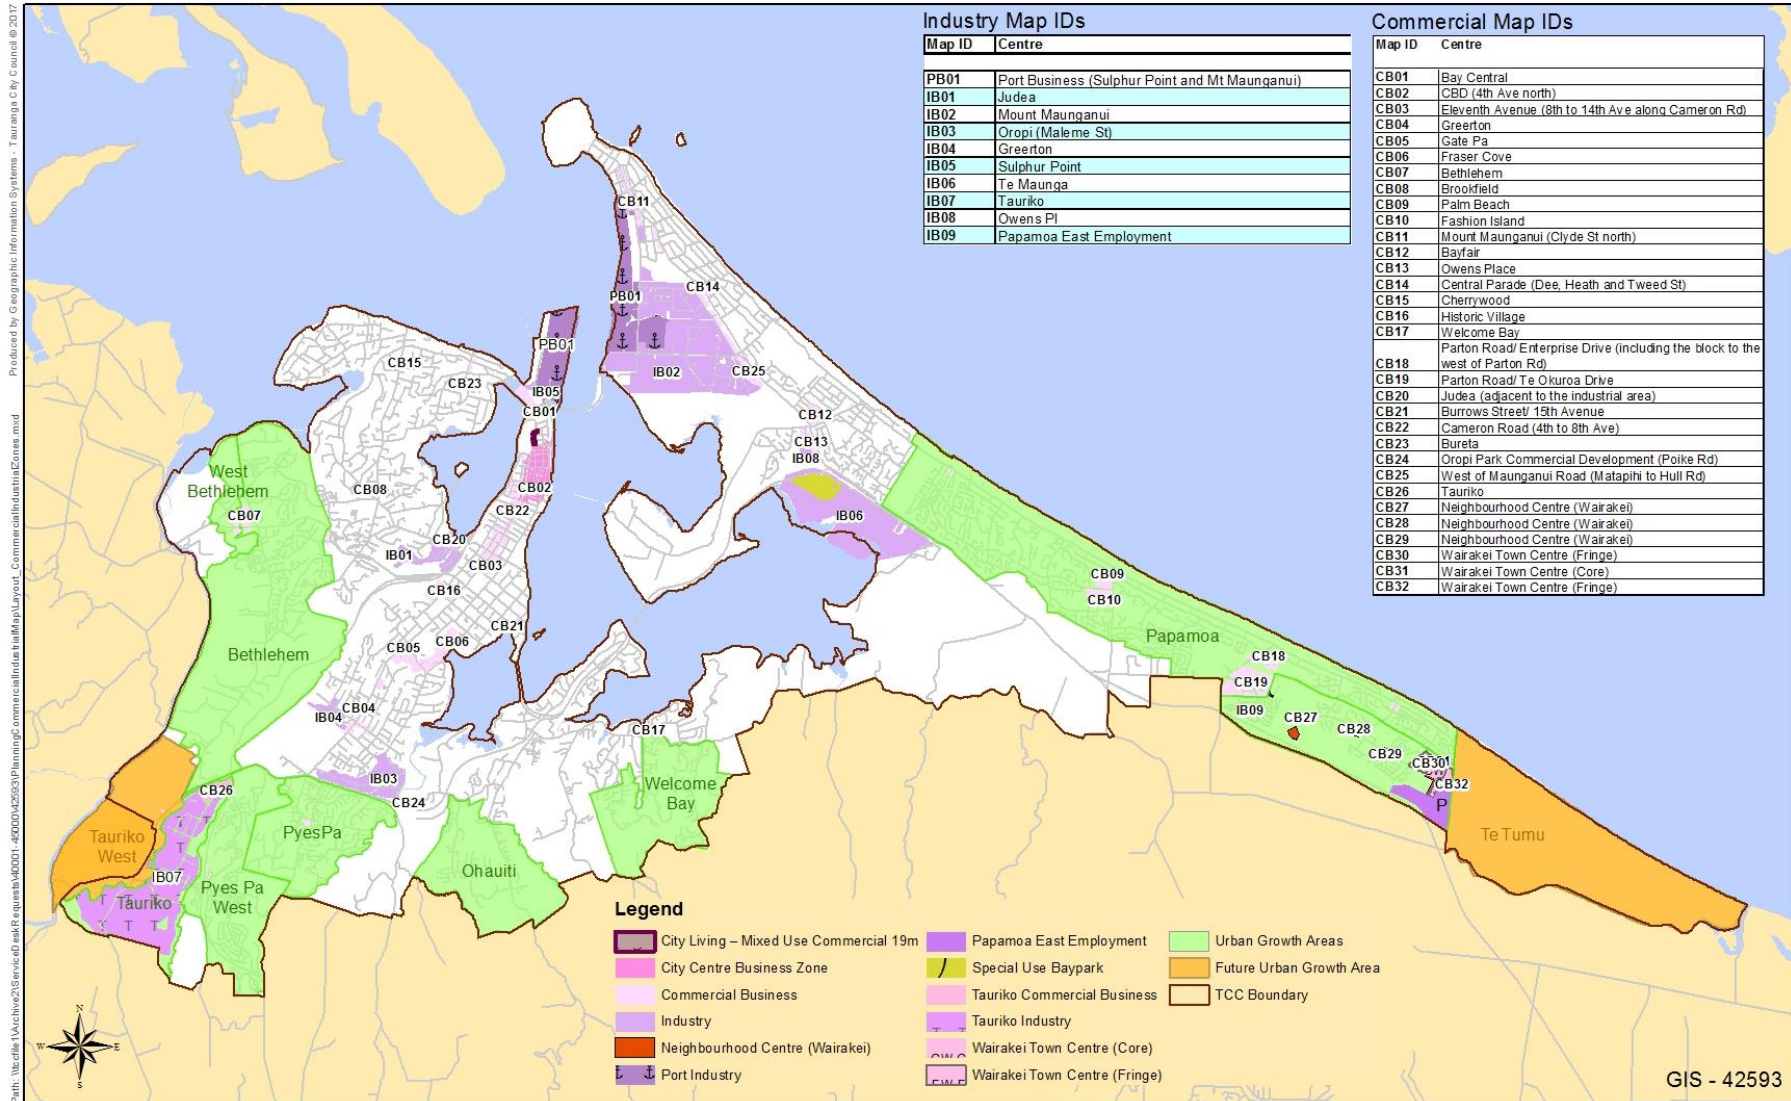 Produced by Geographic Information Systems - Tauranga City Council © 2017
Industry Map IDs
Map ID Centre
PB01 Port Business (Sulphur Point and Mt Maunganui)
IB01 Judea
IB02 Mount Maunganui
IB03 Oropi (Maleme St)
IB04 Greerton
IB05 Sulphur Point
IB06 Te Maunga
IB07 Tauriko
IB08 Owens Pl
IB09 Papamoa East Employment
Commercial Map IDs
Map ID Centre
CB01 Bay Central
CB02 CBD (4th Ave north)
CB03 Eleventh Avenue (8th to 14th Ave along Cameron Rd)
CB04 Greerton
CB05 Gate Pa
CB06 Fraser Cove
CB07 Bethlehem
CB08 Brookfield
CB09 Palm Beach
CB10 Fashion Island
CB11 Mount Maunganui (Clyde St north)
CB12 Bayfair
CB13 Owens Place
CB14 Central Parade (Dee, Heath and Tweed St)
CB15 Cherrywood
CB16 Historic Village
CB17 Welcome Bay
CB18 Parton Road/ Enterprise Drive (including the block to the
west of Parton Rd)
CB19 Parton Road/ Te Okuroa Drive
CB20 Judea (adjacent to the industrial area)
CB21 Burrows Street/ 15th Avenue
CB22 Cameron Road (4th to 8th Ave)
CB23 Bureta
CB24 Oropi Park Commercial Development (Poike Rd)
CB25 West of Maunganui Road (Matapihi to Hull Rd)
CB26 Tauriko
CB27 Neighbourhood Centre (Wairakei)
CB28 Neighbourhood Centre (Wairakei)
CB29 Neighbourhood Centre (Wairakei)
CB30 Wairakei Town Centre (Fringe)
CB31 Wairakei Town Centre (Core)
CB32 Wairakei Town Centre (Fringe)
CB11
CB14
PB01
PB01
CB15
IB02
CB25
CB23
IB05
CB01
CB12
CB13
IB08
West
Bethlehem
CB08
CB02
CB07
CB22
IB06
CB20
IB01
CB03
CB09
CB16
CB10
CB21
CB06
Papamoa
CB05
Bethlehem
CB18
CB19
CB04
IB04
IB09
CB27
CB28
CB17
CB29
CB30
IB03
CB32
Welcome
Bay
CB26
CB24
P
PyesPa
Te Tumu
Tauriko
West
Ohauiti
IB07
Pyes Pa
West
Tauriko
Legend
City Living – Mixed Use Commercial 19m
City Centre Business Zone
Commercial Business
Industry
Neighbourhood Centre (Wairakei)
Port Industry
Papamoa East Employment
Special Use Baypark
Tauriko Commercial Business
Tauriko Industry
Wairakei Town Centre (Core)
Wairakei Town Centre (Fringe)
Urban Growth Areas
Future Urban Growth Area
TCC Boundary
N
W E
S
GIS - 42593